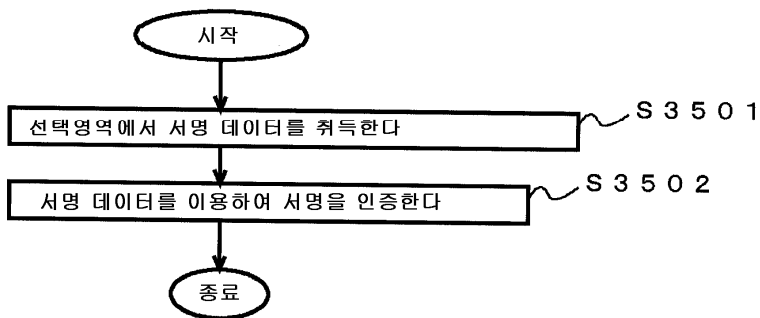 시작
선택영역에서 서명 데이터를 취득한다
S3501
서명 데이터를 이용하여 서명을 인증한다
S3502
종료